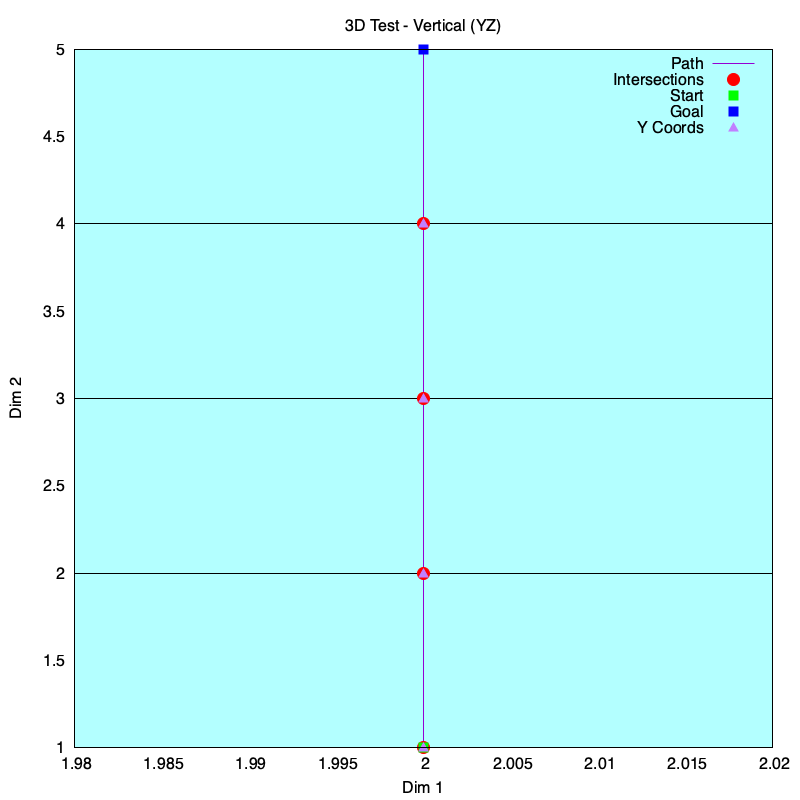 3D Test - Vertical (YZ)
Path
Intersections
Start
Goal
Y Coords
5
4.5
4
3.5
3
2.5
2
1.5
1
Dim 2
1.98 1.985 1.99 1.995 2 2.005 2.01 2.015 2.02
Dim 1